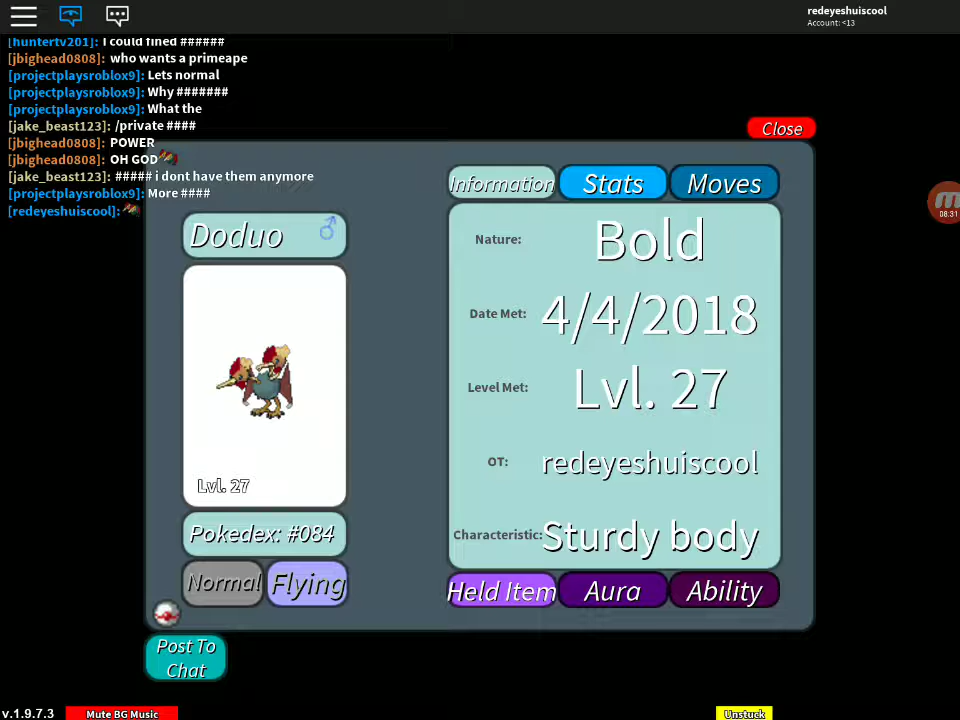 redeyeshuiscool
Account: <13
[huntertv201]: I could fined ######
[jbighead0808]: who wants a primeape
[projectplaysroblox9]: Lets normal
[projectplaysroblox9]: Why #######
[projectplaysroblox9]: What the
[jake_beast123]: /private ####
[jbighead0808]: POWER
[jbighead0808]: OH GOD
[jake_beast123]: ##### i dont have them anymore
[projectplaysroblox9]: More ####
[redeyeshuiscool]:
Close
Information Stats Moves
Doduo
Nature: Bold
Date Met: 4/4/2018
Level Met: Lvl. 27
OT: redeyeshuiscool
Characteristic: Sturdy body
Lvl. 27
Pokedex: #084
Normal Flying
Held Item Aura Ability
Post To
Chat
08:31
v.1.9.7.3
Mute BG Music
Unstuck